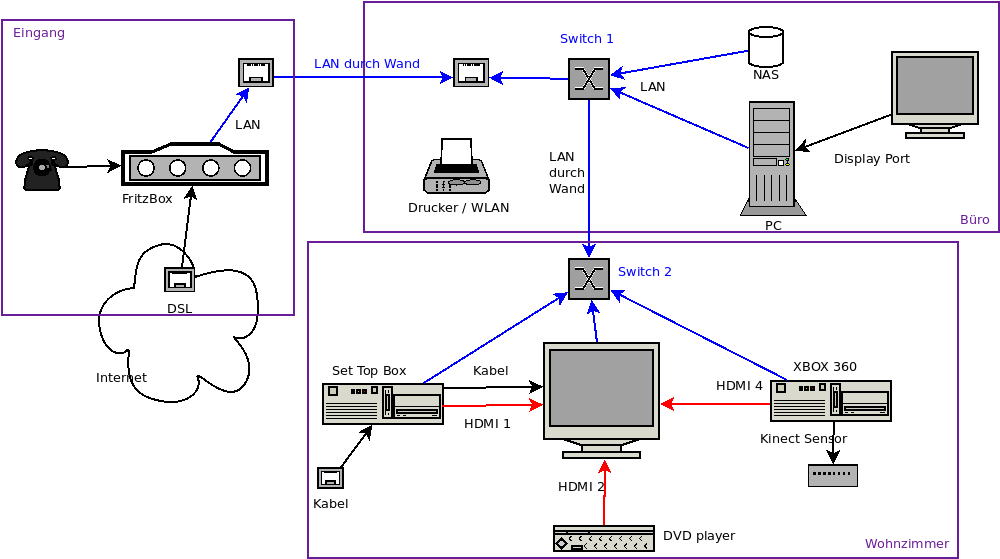 Eingang
LAN durch Wand
LAN
FritzBox
DSL
Internet
Switch 1
NAS
LAN
Display Port
LAN
durch
Wand
Drucker / WLAN
PC
Büro
Switch 2
Set Top Box
Kabel
HDMI 1
XBOX 360
HDMI 4
Kinect Sensor
Kabel
HDMI 2
DVD player
Wohnzimmer